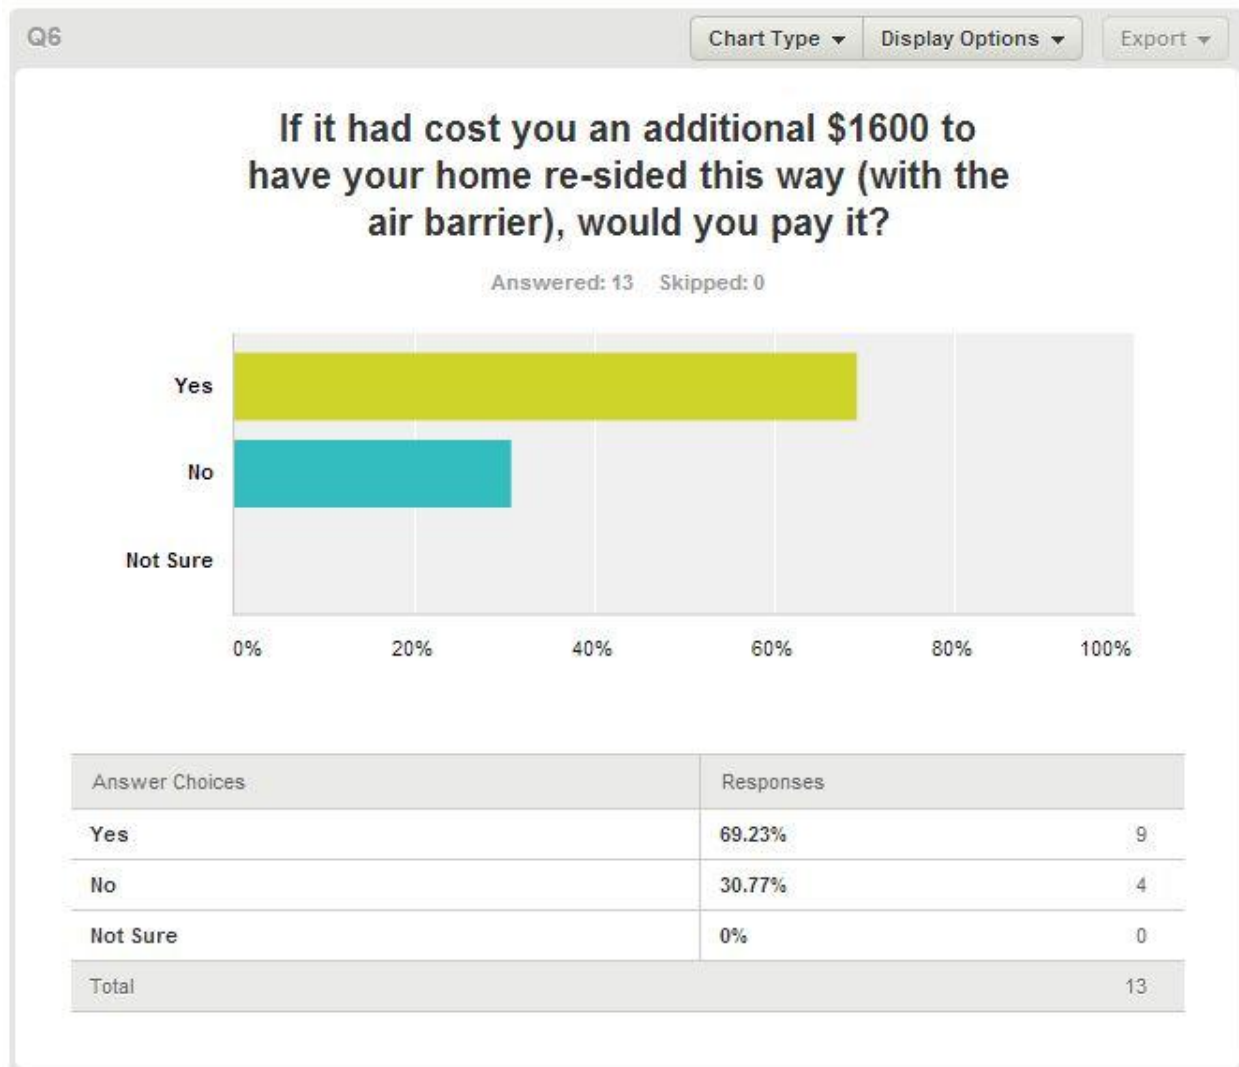 Q6 Chart Type Display Options Export
If it had cost you an additional $1600 to
have your home re-sided this way (with the
air barrier), would you pay it?
Answered: 13 Skipped: 0
Yes
No
Not Sure
0% 20% 40% 60% 80% 100%
Answer Choices Responses
Yes 69.23% 9
No 30.77% 4
Not Sure 0% 0
Total 13